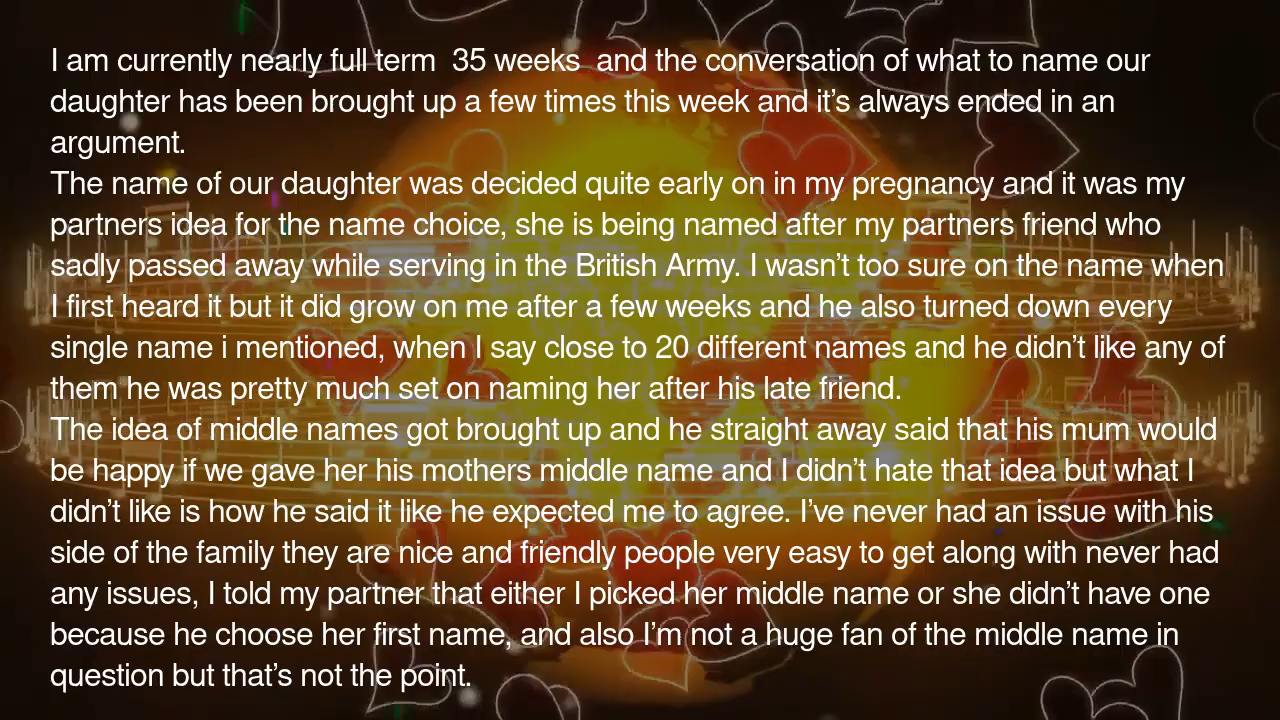 I am currently nearly full term  35 weeks  and the conversation of what to name our
daughter has been brought up a few times this week and it's always ended in an
argument.
The name of our daughter was decided quite early on in my pregnancy and it was my
partners idea for the name choice, she is being named after my partners friend who
sadly passed away while serving in the British Army. I wasn't too sure on the name when
I first heard it but it did grow on me after a few weeks and he also turned down every
single name i mentioned, when I say close to 20 different names and he didn't like any of
them he was pretty much set on naming her after his late friend.
The idea of middle names got brought up and he straight away said that his mum would
be happy if we gave her his mothers middle name and I didn't hate that idea but what I
didn't like is how he said it like he expected me to agree. I've never had an issue with his
side of the family they are nice and friendly people very easy to get along with never had
any issues, I told my partner that either I picked her middle name or she didn't have one
because he choose her first name, and also I'm not a huge fan of the middle name in
question but that's not the point.